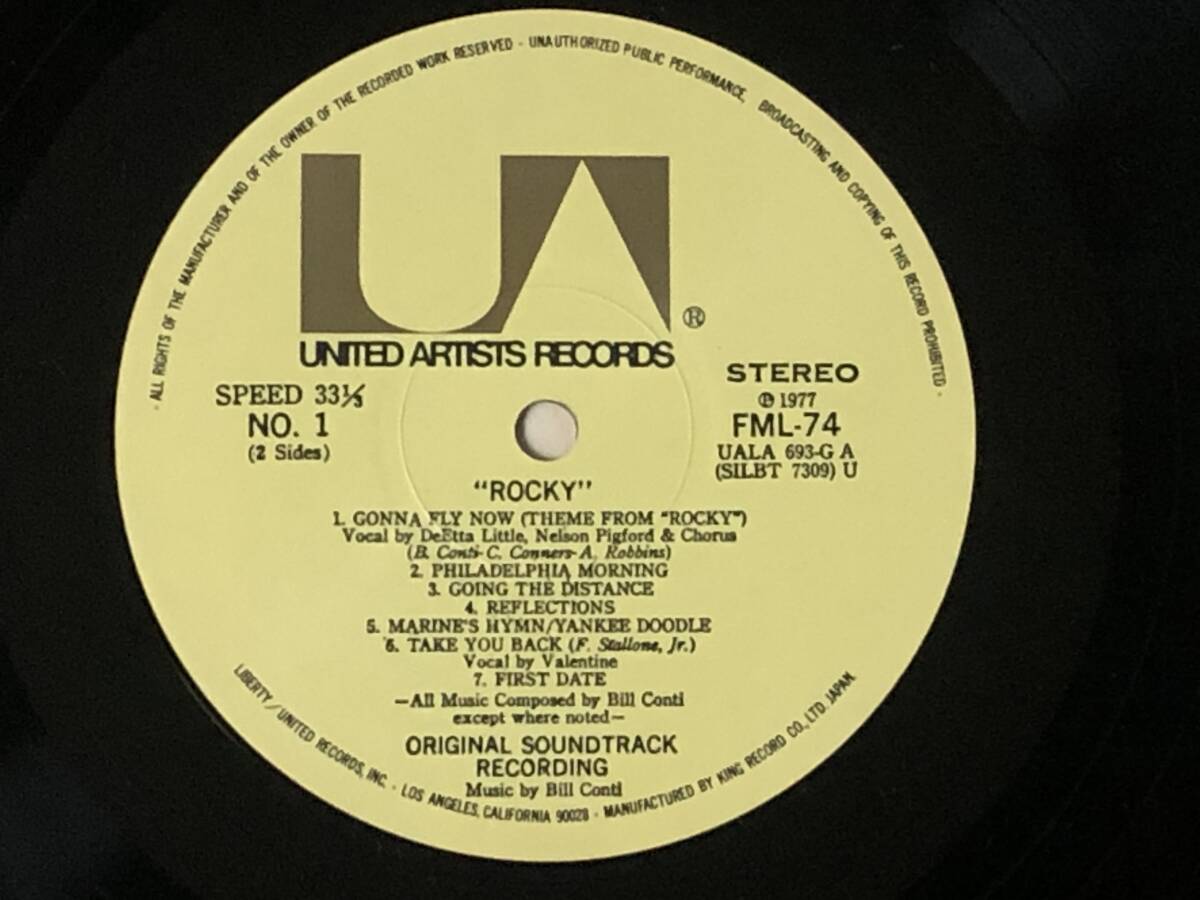 · ALL RIGHTS OF THE MANUFACTURER AND OF THE OWNER OF THE RECORDED WORK RESERVED · UNAUTHORIZED PUBLIC PERFORMANCE, BROADCASTING AND COPYING OF THIS RECORD PROHIBITED ·
UA
®
UNITED ARTISTS RECORDS
SPEED 33⅓
NO. 1
(2 Sides)
STEREO
℗ 1977
FML-74
UALA 693-G A
(SILBT 7309) U
"ROCKY"
1. GONNA FLY NOW (THEME FROM "ROCKY")
Vocal by DeEtta Little, Nelson Pigford & Chorus
(B. Conti-C. Conners-A. Robbins)
2. PHILADELPHIA MORNING
3. GOING THE DISTANCE
4. REFLECTIONS
5. MARINE'S HYMN/YANKEE DOODLE
6. TAKE YOU BACK (F. Stallone, Jr.)
Vocal by Valentine
7. FIRST DATE
—All Music Composed by Bill Conti
except where noted—
ORIGINAL SOUNDTRACK
RECORDING
Music by Bill Conti
LIBERTY/UNITED RECORDS, INC. · LOS ANGELES, CALIFORNIA 90028 · MANUFACTURED BY KING RECORD CO., LTD. JAPAN